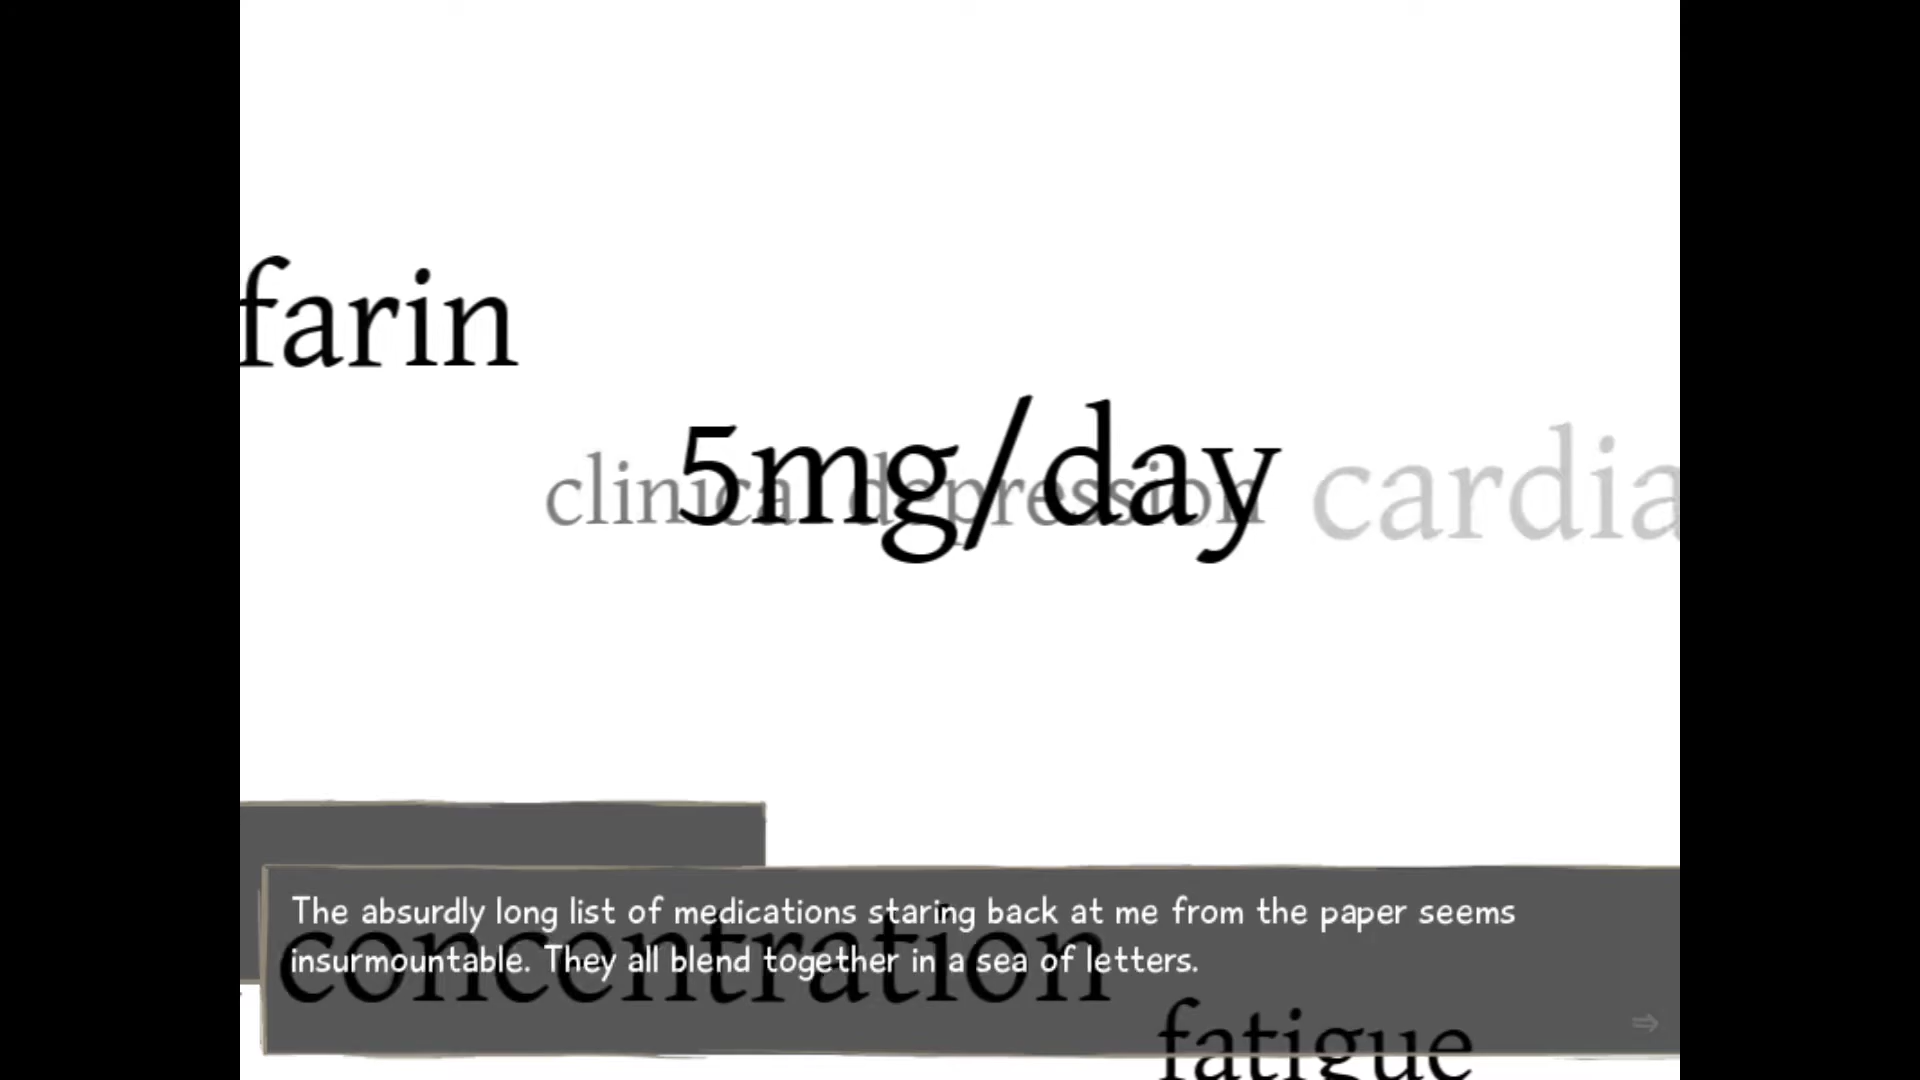 farin
5mg/day
clinical depression
cardia
The absurdly long list of medications staring back at me from the paper seems
insurmountable. They all blend together in a sea of letters.
concentration
fatigue